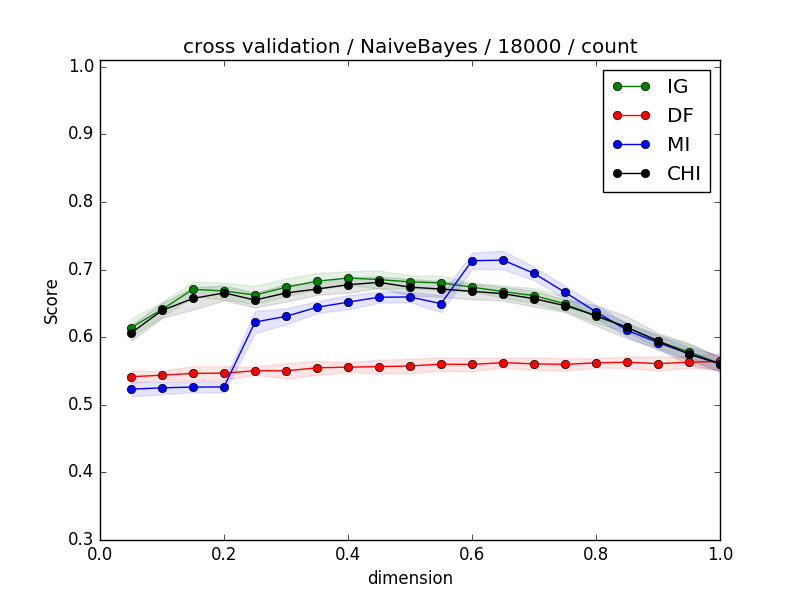 cross validation / NaiveBayes / 18000 / count
IG
DF
MI
CHI
Score
1.0
0.9
0.8
0.7
0.6
0.5
0.4
0.3
0.0 0.2 0.4 0.6 0.8 1.0
dimension